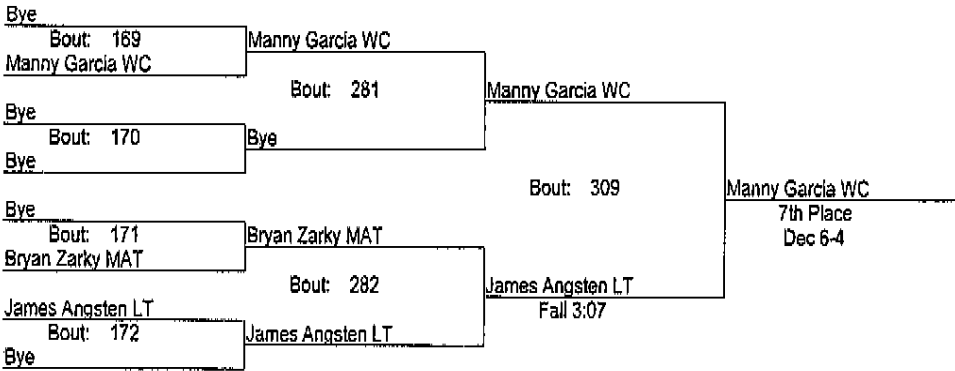 Bye
Bout: 169
Manny Garcia WC
Manny Garcia WC
Bout: 281
Manny Garcia WC
Bye
Bout: 170
Bye
Bye
Bout: 309
Manny Garcia WC
7th Place
Dec 6-4
Bye
Bout: 171
Bryan Zarky MAT
Bryan Zarky MAT
Bout: 282
James Angsten LT
Fall 3:07
James Angsten LT
Bout: 172
James Angsten LT
Bye